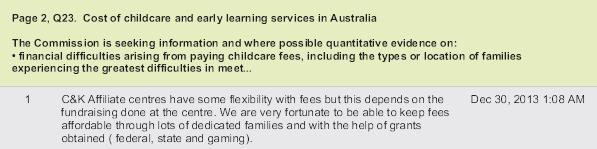 Page 2, Q23.  Cost of childcare and early learning services in Australia
The Commission is seeking information and where possible quantitative evidence on:
• financial difficulties arising from paying childcare fees, including the types or location of families
experiencing the greatest difficulties in meet...
1 C&K Affiliate centres have some flexibility with fees but this depends on the Dec 30, 2013 1:08 AM
fundraising done at the centre. We are very fortunate to be able to keep fees
affordable through lots of dedicated families and with the help of grants
obtained ( federal, state and gaming).